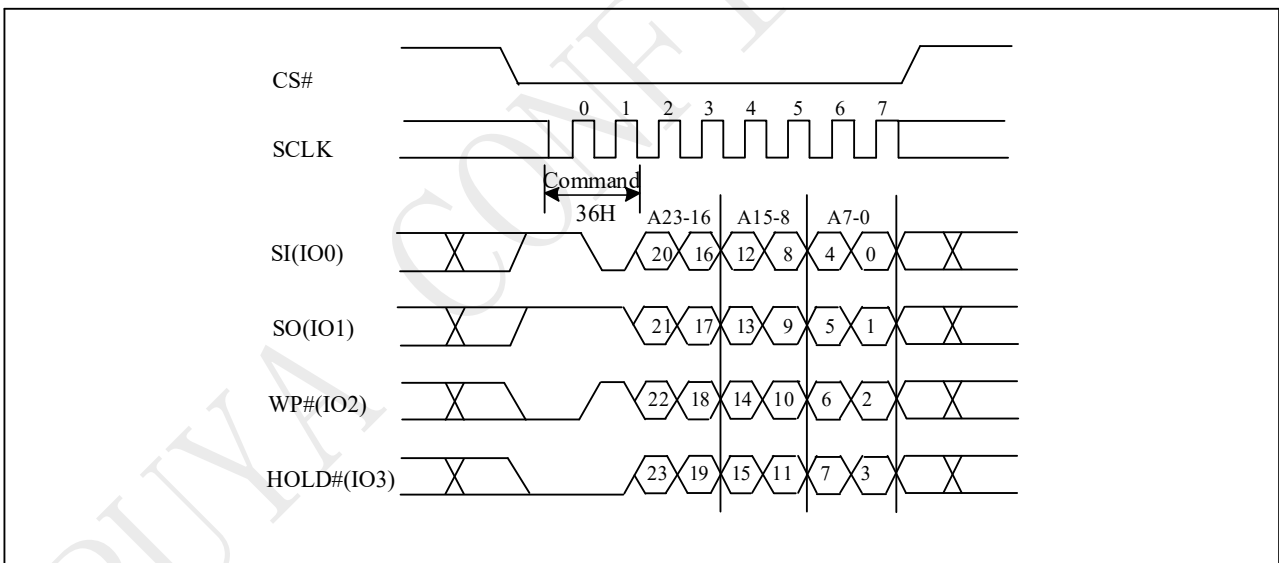 CS#
0 1 2 3 4 5 6 7
SCLK
Command
36H
A23-16 A15-8 A7-0
SI(IO0) 20 16 12 8 4 0
SO(IO1) 21 17 13 9 5 1
WP#(IO2) 22 18 14 10 6 2
HOLD#(IO3) 23 19 15 11 7 3
PUYA